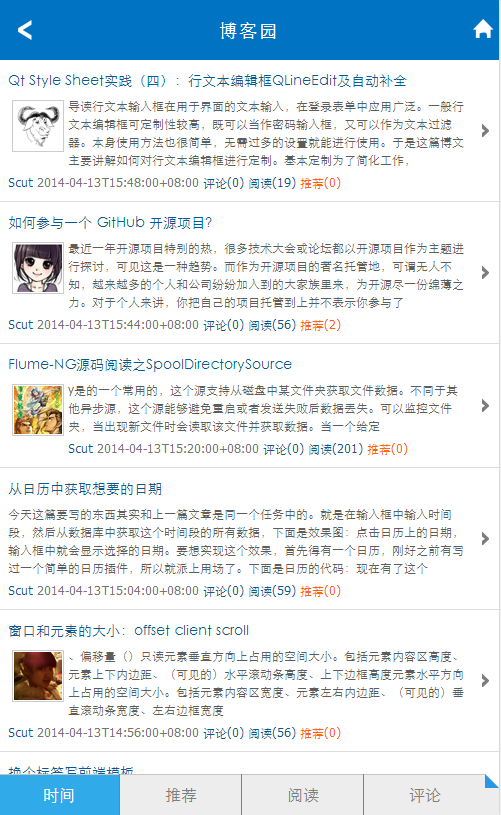 博客园
Qt Style Sheet实践（四）：行文本编辑框QLineEdit及自动补全
导读行文本输入框在用于界面的文本输入，在登录表单中应用广泛。一般行
文本编辑框可定制性较高，既可以当作密码输入框，又可以作为文本过滤
器。本身使用方法也很简单，无需过多的设置就能进行使用。于是这篇博文
主要讲解如何对行文本编辑框进行定制。基本定制为了简化工作，
Scut 2014-04-13T15:48:00+08:00 评论(0) 阅读(19) 推荐(0)
如何参与一个 GitHub 开源项目?
最近一年开源项目特别的热，很多技术大会或论坛都以开源项目作为主题进
行探讨，可见这是一种趋势。而作为开源项目的著名托管地，可谓无人不
知，越来越多的个人和公司纷纷加入到的大家族里来，为开源尽一份绵薄之
力。对于个人来讲，你把自己的项目托管到上并不表示你参与了
Scut 2014-04-13T15:44:00+08:00 评论(0) 阅读(56) 推荐(2)
Flume-NG源码阅读之SpoolDirectorySource
y是的一个常用的，这个源支持从磁盘中某文件夹获取文件数据。不同于其
他异步源，这个源能够避免重启或者发送失败后数据丢失。可以监控文件
夹，当出现新文件时会读取该文件并获取数据。当一个给定
Scut 2014-04-13T15:20:00+08:00 评论(0) 阅读(201) 推荐(0)
从日历中获取想要的日期
今天这篇要写的东西其实和上一篇文章是同一个任务中的。就是在输入框中输入时间
段，然后从数据库中获取这个时间段的所有数据，下面是效果图：点击日历上的日期，
输入框中就会显示选择的日期。要想实现这个效果，首先得有一个日历，刚好之前有写
过一个简单的日历插件，所以就派上用场了。下面是日历的代码：现在有了这个
Scut 2014-04-13T15:04:00+08:00 评论(0) 阅读(59) 推荐(0)
窗口和元素的大小：offset client scroll
、偏移量（）只读元素垂直方向上占用的空间大小。包括元素内容区高度、
元素上下内边距、（可见的）水平滚动条高度、上下边框高度元素水平方向
上占用的空间大小。包括元素内容区宽度、元素左右内边距、（可见的）垂
直滚动条宽度、左右边框宽度
Scut 2014-04-13T14:56:00+08:00 评论(0) 阅读(56) 推荐(0)
换个标签写前端模板
时间 推荐 阅读 评论